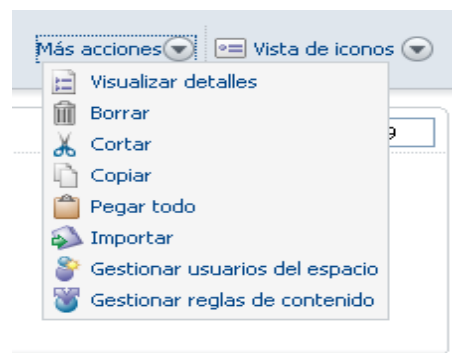 Más acciones Vista de iconos
Visualizar detalles
Borrar
9
Cortar
Copiar
Pegar todo
Importar
Gestionar usuarios del espacio
Gestionar reglas de contenido